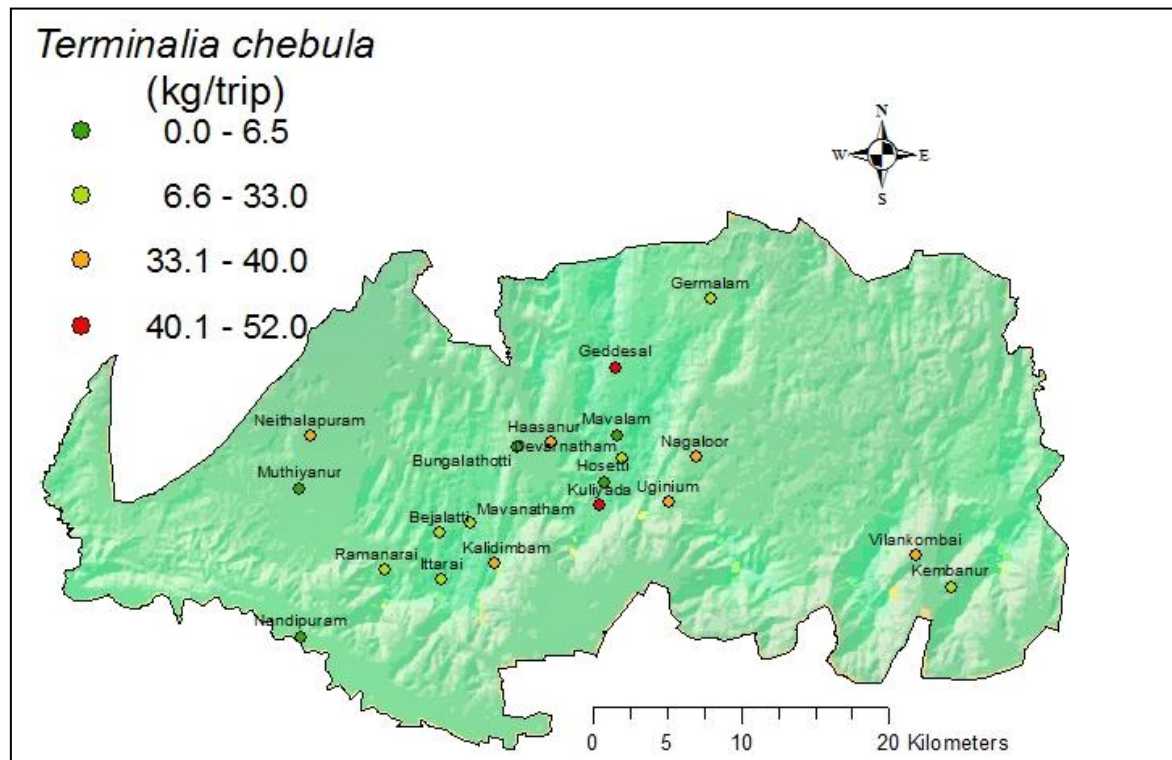 Terminalia chebula
(kg/trip)
0.0 - 6.5
6.6 - 33.0
33.1 - 40.0
40.1 - 52.0
N
W E
S
Germalam
Geddesal
Neithalapuram
Haasanur
Mavalam
Devarnatham
Nagaloor
Bungalathotti
Muthiyanur
Hosetti
Kuliyada
Uginium
Bejalatti
Mavanatham
Ramanarai
Ittarai
Kalidimbam
Vilankombai
Kembanur
Nandipuram
0 5 10 20 Kilometers